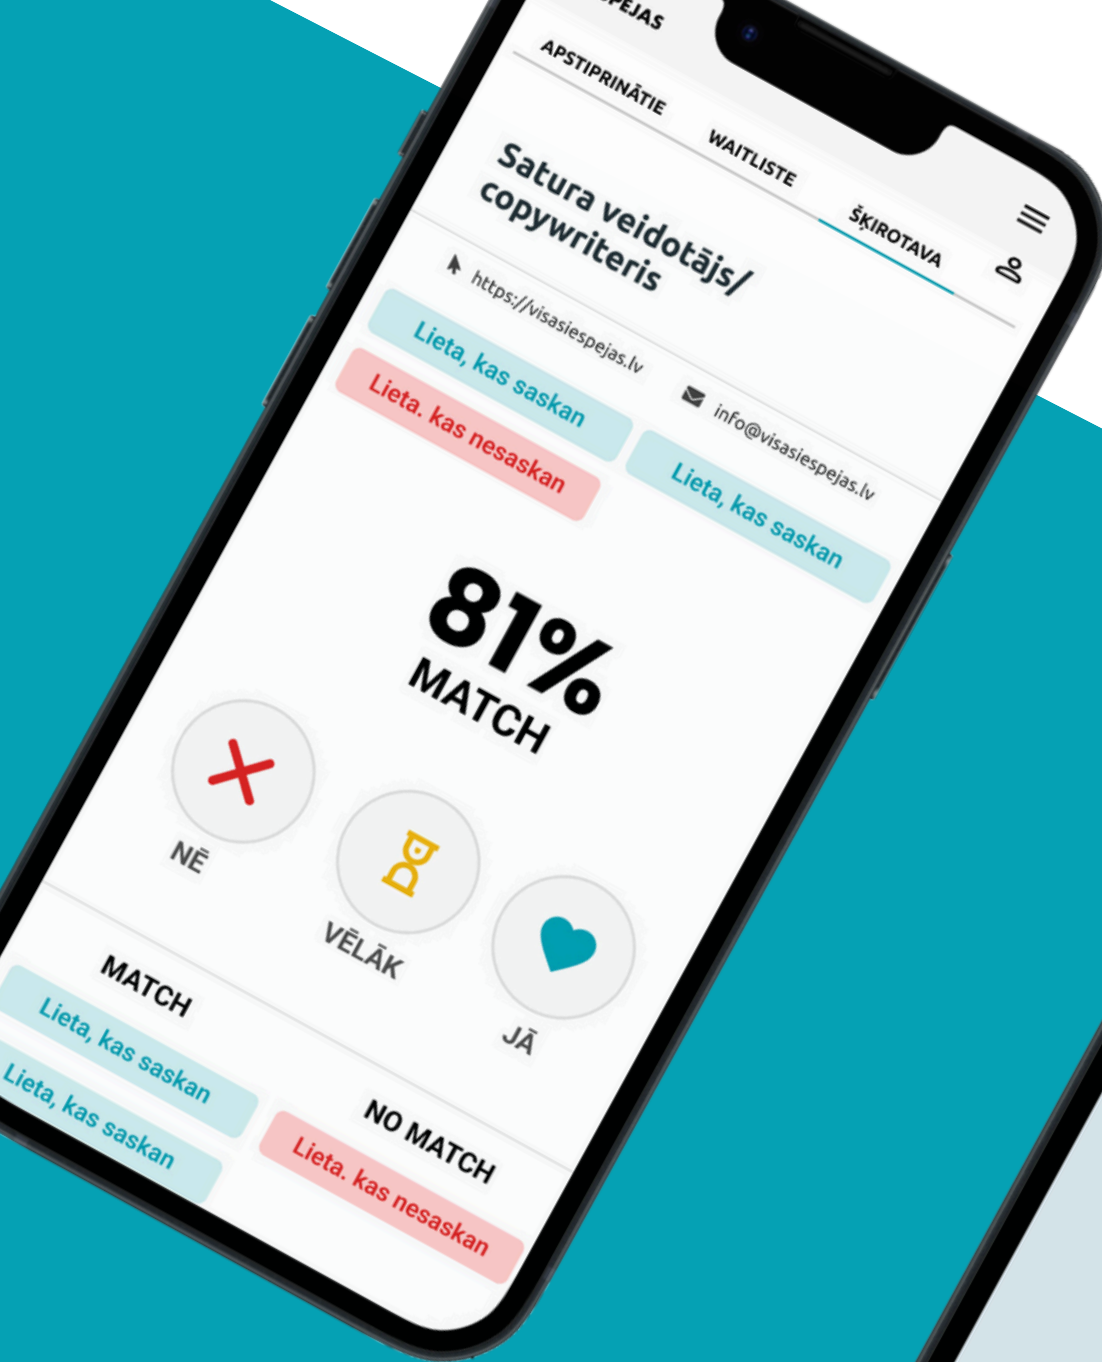 APSTIPRINĀTIE
WAITLISTE
ŠĶIROTAVA
Satura veidotājs/
copywriteris
https://visasiespejas.lv
info@visasiespejas.lv
Lieta, kas saskan
Lieta, kas saskan
Lieta. kas nesaskan
81%
MATCH
NĒ
VĒLĀK
JĀ
MATCH
NO MATCH
Lieta, kas saskan
Lieta. kas nesaskan
Lieta, kas saskan